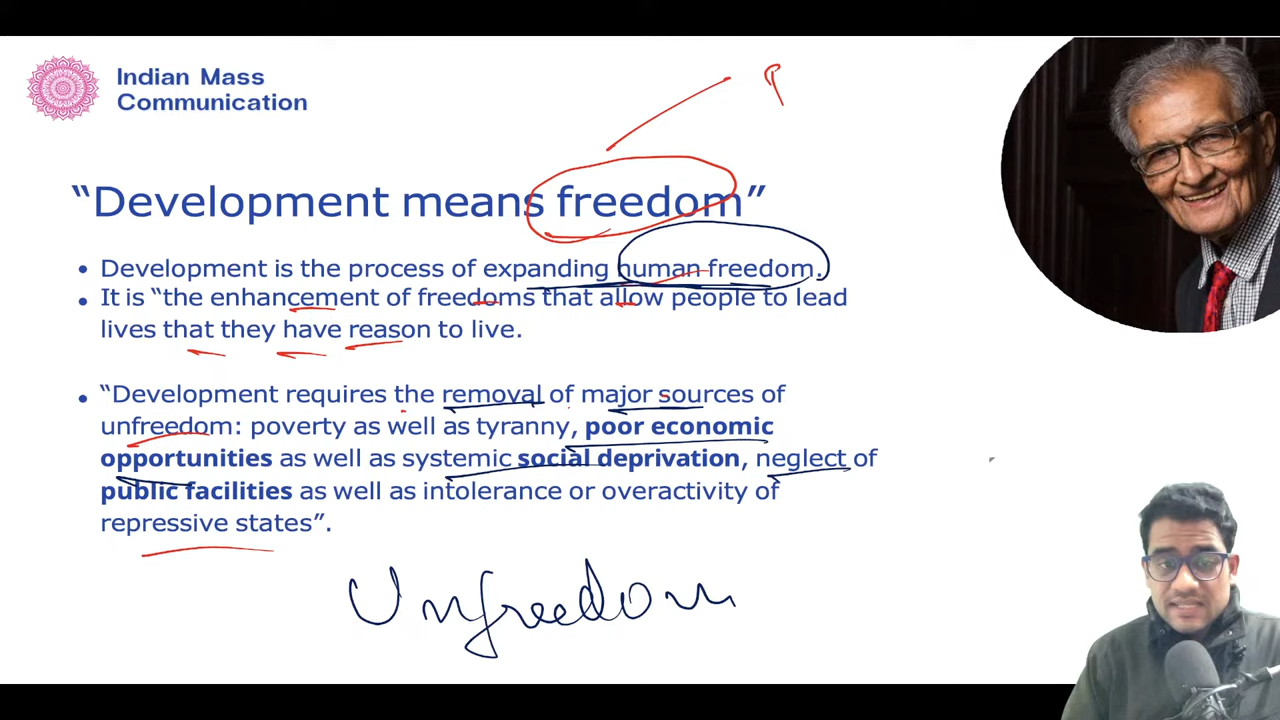 Indian Mass
Communication
“Development means freedom”
• Development is the process of expanding human freedom.
• It is “the enhancement of freedoms that allow people to lead
lives that they have reason to live.
• “Development requires the removal of major sources of
unfreedom: poverty as well as tyranny, poor economic
opportunities as well as systemic social deprivation, neglect of
public facilities as well as intolerance or overactivity of
repressive states”.
Unfreedom